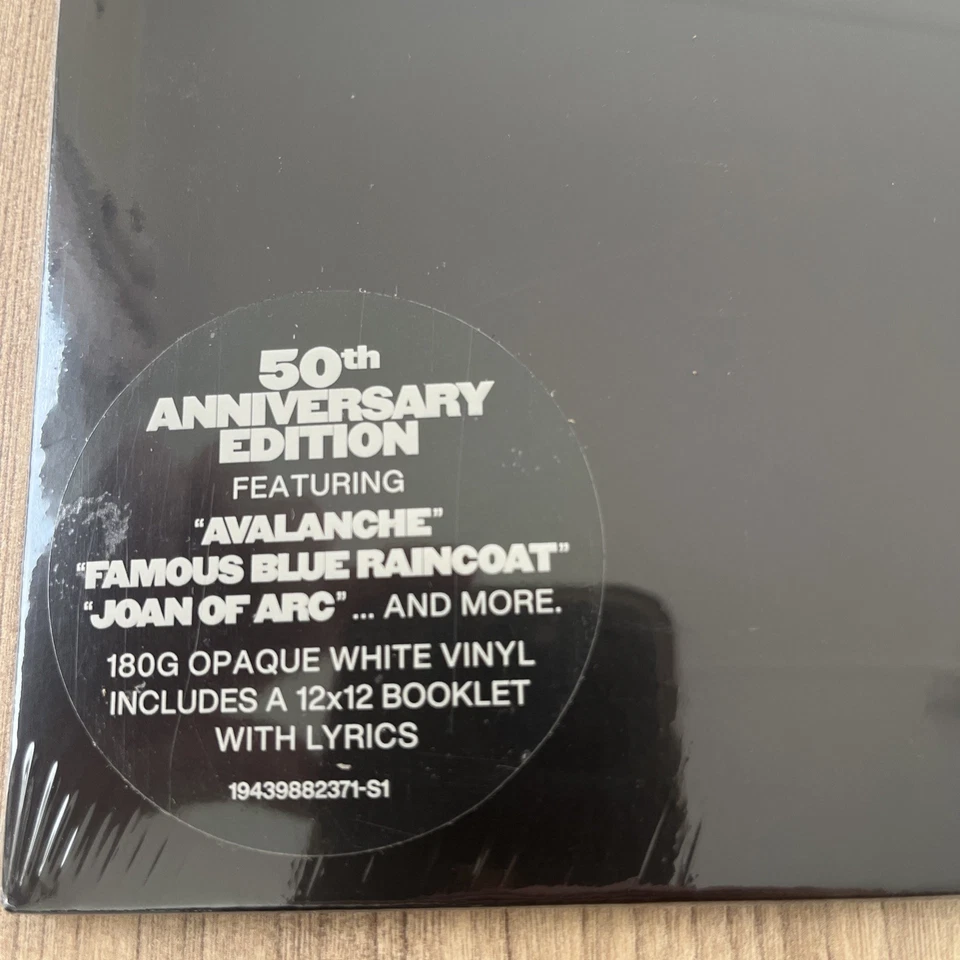 50th
ANNIVERSARY
EDITION
FEATURING
“AVALANCHE”
“FAMOUS BLUE RAINCOAT”
“JOAN OF ARC” ... AND MORE.
180G OPAQUE WHITE VINYL
INCLUDES A 12x12 BOOKLET
WITH LYRICS
19439882371-S1